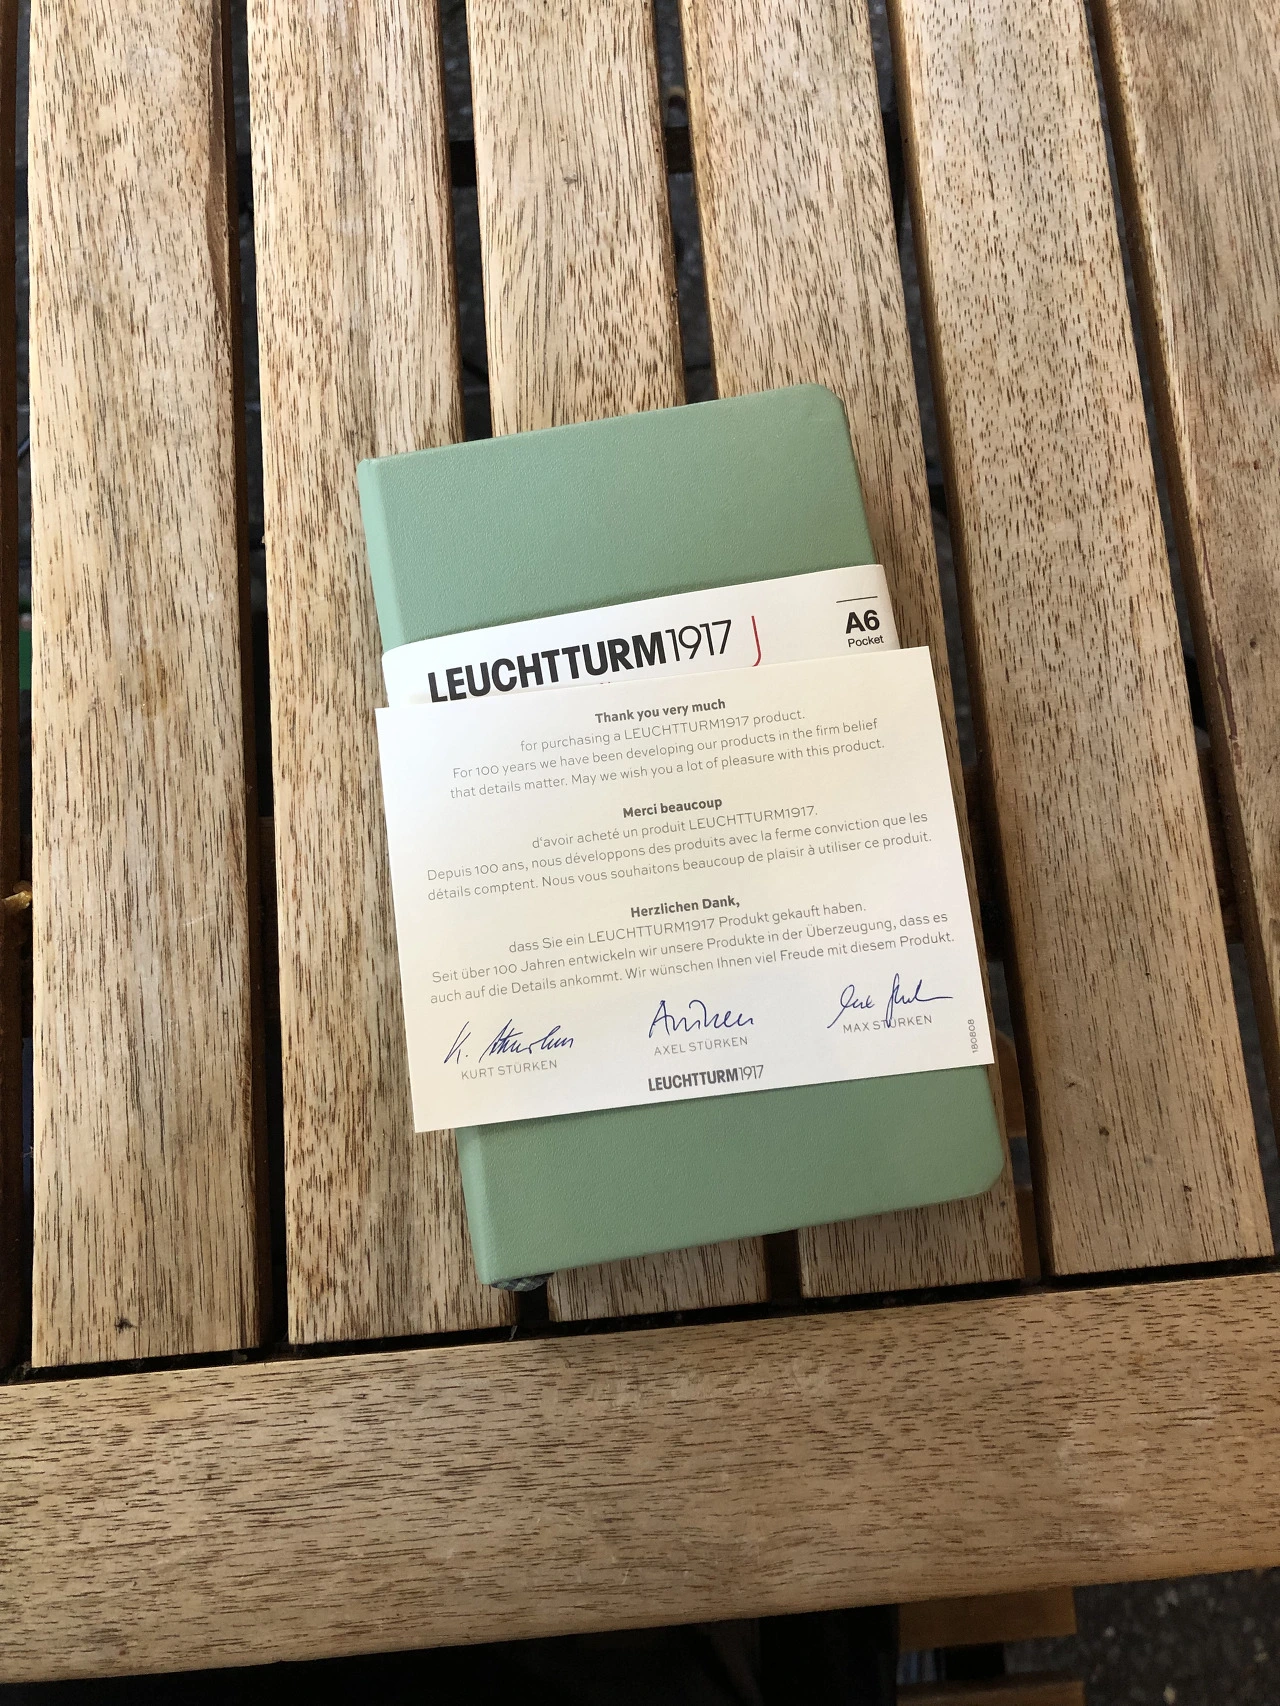 LEUCHTTURM1917
A6
Pocket
Thank you very much
for purchasing a LEUCHTTURM1917 product.
For 100 years we have been developing our products in the firm belief
that details matter. May we wish you a lot of pleasure with this product.
Merci beaucoup
d'avoir acheté un produit LEUCHTTURM1917.
Depuis 100 ans, nous développons des produits avec la ferme conviction que les
détails comptent. Nous vous souhaitons beaucoup de plaisir à utiliser ce produit.
Herzlichen Dank,
dass Sie ein LEUCHTTURM1917 Produkt gekauft haben.
Seit über 100 Jahren entwickeln wir unsere Produkte in der Überzeugung, dass es
auch auf die Details ankommt. Wir wünschen Ihnen viel Freude mit diesem Produkt.
KURT STÜRKEN
AXEL STÜRKEN
MAX STÜRKEN
180808
LEUCHTTURM1917